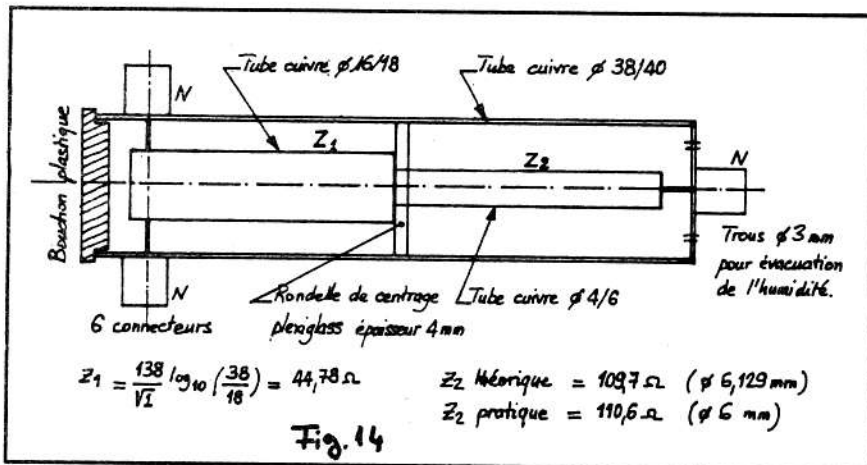 Tube cuivre ϕ 16/18
Tube cuivre ϕ 38/40
N
Bouchon plastique
Z1
Z2
N
N
6 connecteurs
Rondelle de centrage
plexiglass épaisseur 4mm
Tube cuivre ϕ 4/6
Trous ϕ 3 mm
pour évacuation
de l'humidité.
Z1 = 138/√1 log10 (38/18) = 44,78 Ω
Z2 théorique = 109,7 Ω (ϕ 6,129 mm)
Z2 pratique = 110,6 Ω (ϕ 6 mm)
Fig. 14